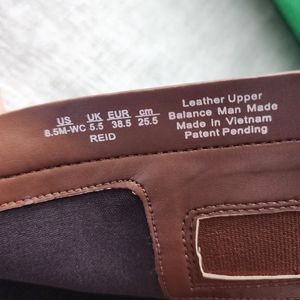 US UK EUR cm
8.5M-WC 5.5 38.5 25.5
REID
Leather Upper
Balance Man Made
Made in Vietnam
Patent Pending